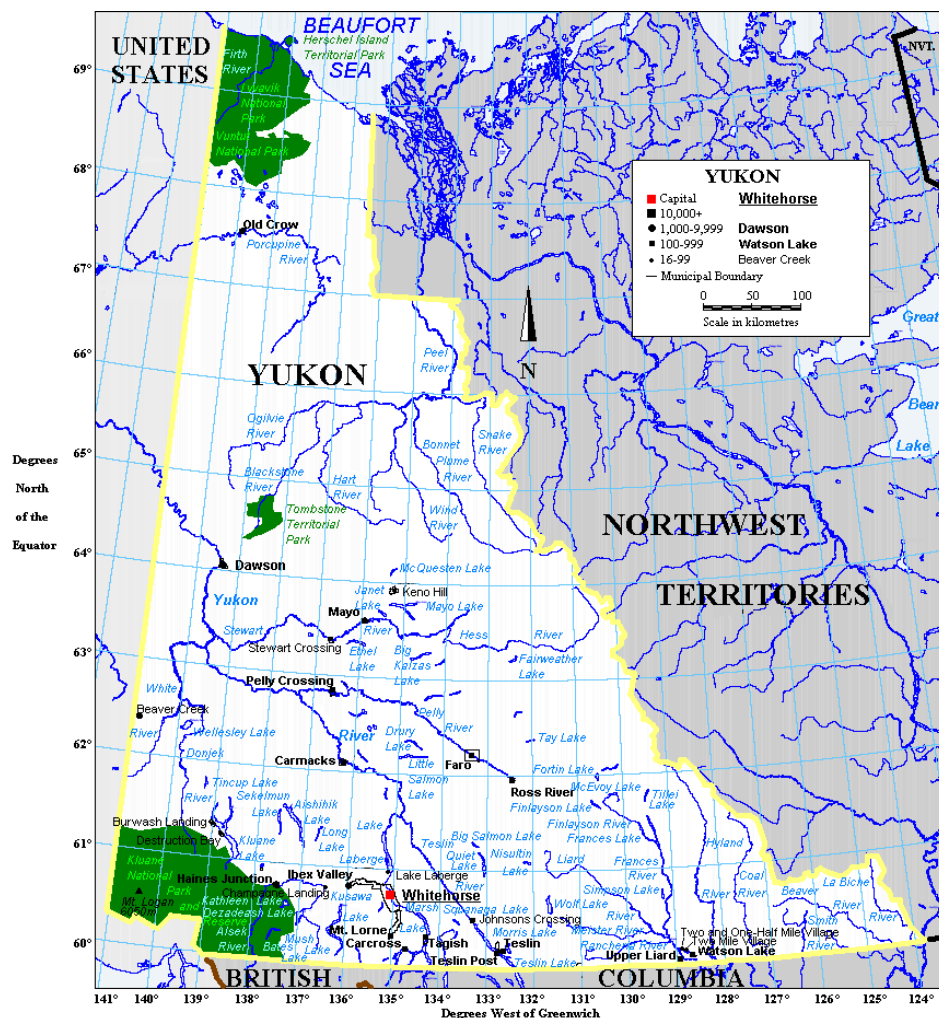 BEAUFORT
SEA
UNITED
STATES
Herschel Island
Territorial Park
Firth
River
Ivvavik
National
Park
Vuntut
National Park
NVT.
69°
68°
67°
66°
65°
64°
63°
62°
61°
60°
YUKON
Capital
Whitehorse
10,000+
1,000-9,999
Dawson
100-999
Watson Lake
16-99
Beaver Creek
Municipal Boundary
0 50 100
Scale in kilometres
N
Old Crow
Porcupine
River
Great
Bear
Lake
Peel
River
YUKON
Ogilvie
River
Bonnet
Plume
River
Snake
River
Blackstone
River
Hart
River
Wind
River
Tombstone
Territorial
Park
Degrees
North
of the
Equator
NORTHWEST
TERRITORIES
Dawson
Yukon
McQuesten Lake
Janet
Lake
Keno Hill
Mayo
Mayo Lake
Stewart
River
Stewart Crossing
Ethel
Lake
Big
Kalzas
Lake
Hess
River
Fairweather
Lake
Pelly Crossing
White
River
Beaver Creek
Pelly
River
Wellesley Lake
River
Drury
Lake
Tay Lake
Donjek
River
Carmacks
Little
Salmon
Lake
Faro
Ross River
Fortin Lake
McEvoy Lake
Tillei
Lake
Tincup Lake
Sekelmun
Lake
Aishihik
Lake
Finlayson Lake
Finlayson River
Frances Lake
Hyland
River
Burwash Landing
Destruction Bay
Kluane
Lake
Long
Lake
Laberge
Lake
Teslin
River
Big Salmon Lake
Quiet
Lake
Nisultin
River
Liard
River
Frances
River
Coal
River
Beaver
River
La Biche
River
Kluane
National
Park
and
Reserve
Mt. Logan
6050m
Haines Junction
Champagne Landing
Ibex Valley
Lake Laberge
Whitehorse
Kathleen Lake
Dezadeash Lake
Kusawa
Lake
Marsh
Lake
Squanaga Lake
Johnsons Crossing
Simpson Lake
Wolf Lake
Smith
River
Alsek
River
Bates
Mush
Lake
Mt. Lorne
Carcross
Tagish
Teslin Post
Morris Lake
Teslin
Teslin Lake
Meister River
Rancheria River
Two and One-Half Mile Village
Two Mile Village
Upper Liard
Watson Lake
BRITISH
COLUMBIA
141° 140° 139° 138° 137° 136° 135° 134° 133° 132° 131° 130° 129° 128° 127° 126° 125° 124°
Degrees West of Greenwich